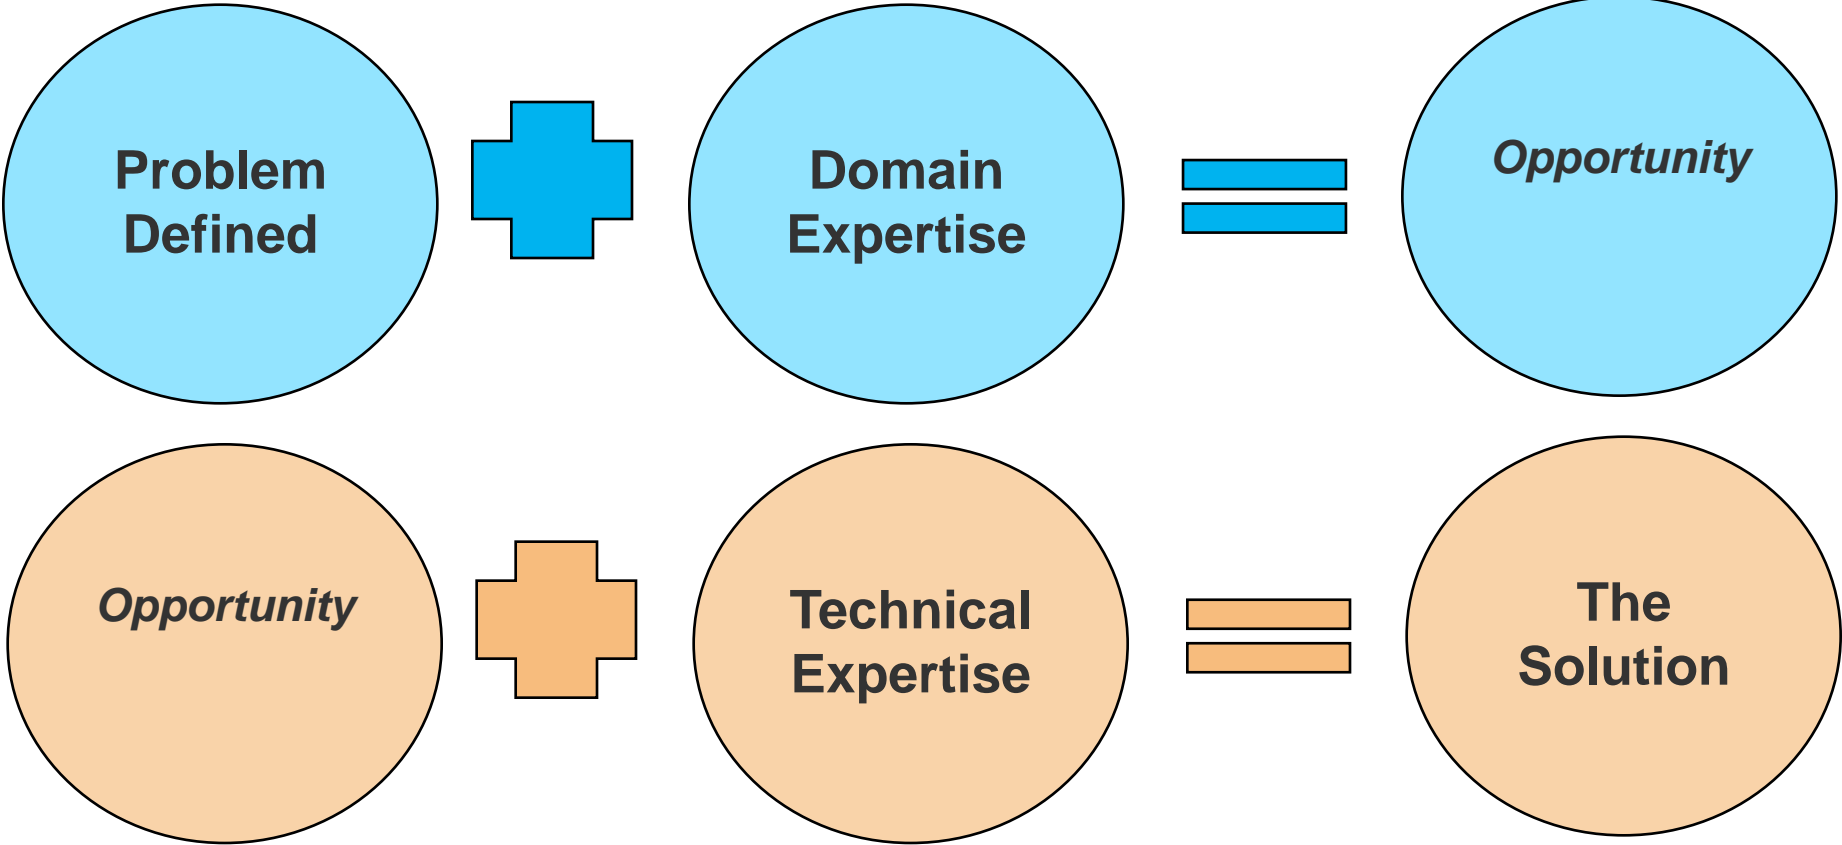 Problem
Defined
Domain
Expertise
Opportunity
Opportunity
Technical
Expertise
The
Solution